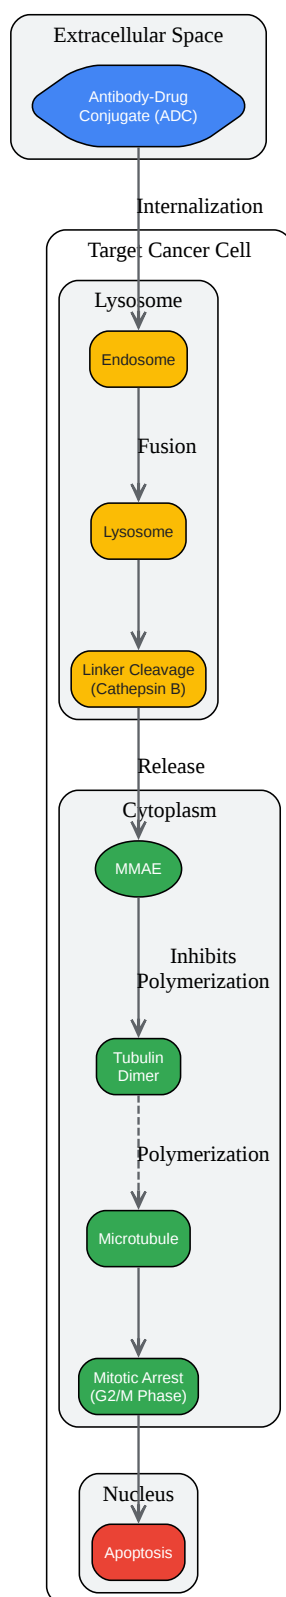 Extracellular Space
Antibody-Drug
Conjugate (ADC)
Internalization
Target Cancer Cell
Lysosome
Endosome
Fusion
Lysosome
Linker Cleavage
(Cathepsin B)
Release
Cytoplasm
MMAE
Inhibits
Polymerization
Tubulin
Dimer
Polymerization
Microtubule
Mitotic Arrest
(G2/M Phase)
Nucleus
Apoptosis